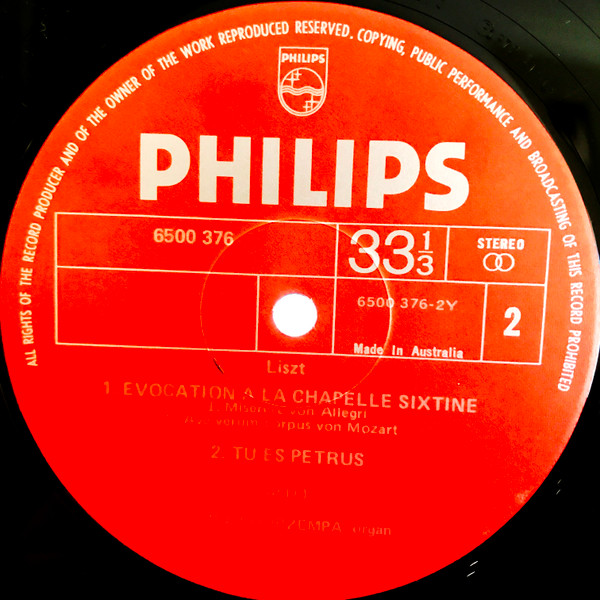 ALL RIGHTS OF THE RECORD PRODUCER AND OF THE OWNER OF THE WORK REPRODUCED RESERVED. COPYING, PUBLIC PERFORMANCE AND BROADCASTING OF THIS RECORD PROHIBITED
PHILIPS
PHILIPS
6500 376
33 1/3
STEREO
6500 376-2Y
2
Made In Australia
Liszt
1. EVOCATION A LA CHAPELLE SIXTINE
von Allegri
von Mozart
2. TU ES PETRUS
organ